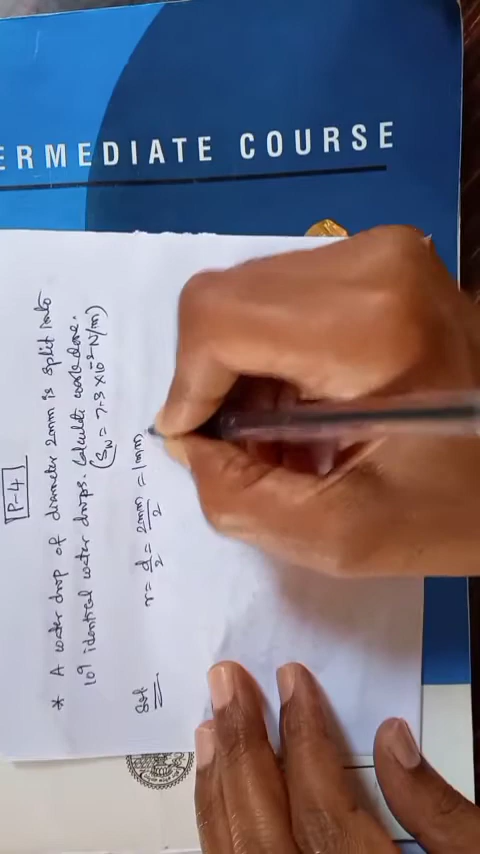 ERMEDIATE COURSE
P-4
* A water drop of diameter 2mm is split into
10⁹ identical water drops. Calculate work done.
(Sw = 7.3 × 10⁻² N/m)
Sol
r = d/2 = 2mm/2 = 1mm